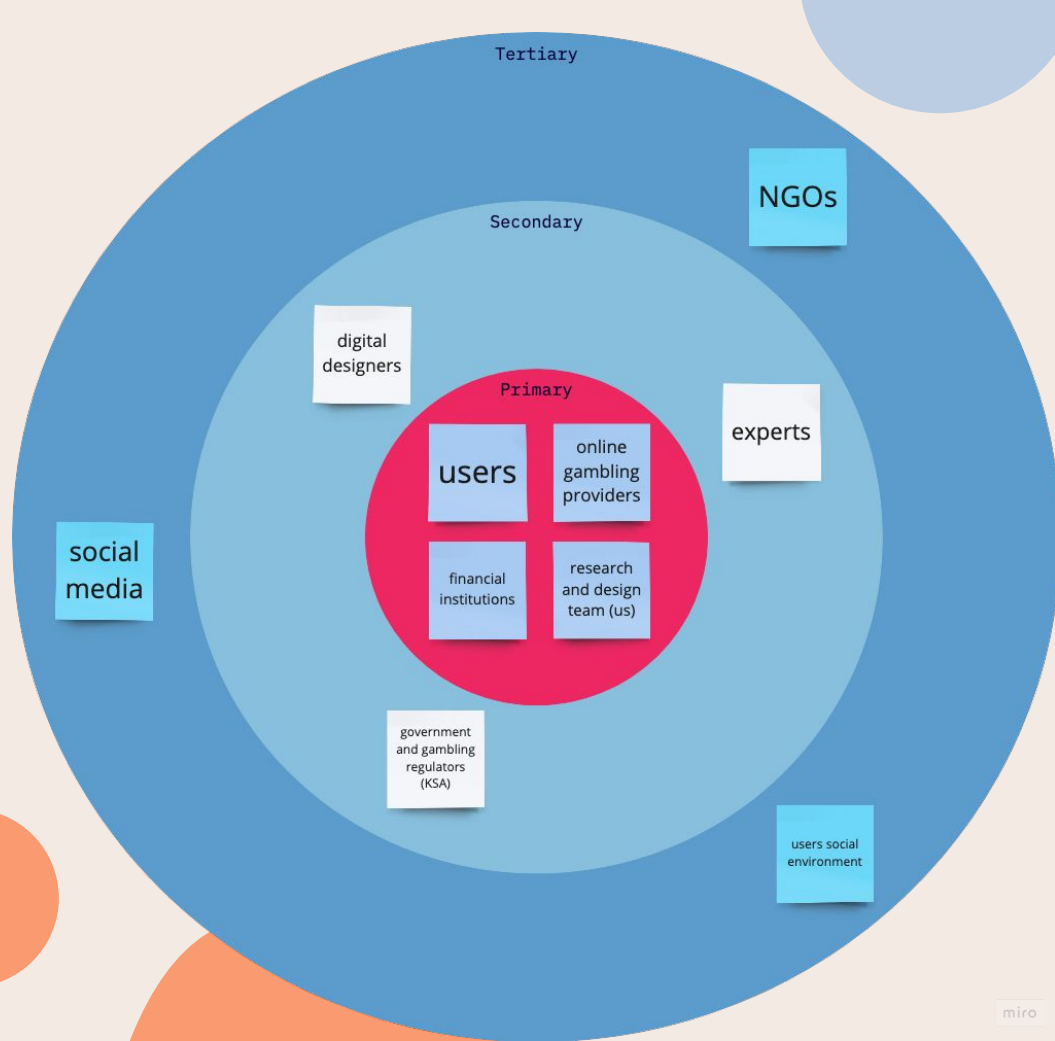 Tertiary
NGOs
Secondary
digital
designers
Primary
experts
users
online
gambling
providers
social
media
financial
institutions
research
and design
team (us)
government
and gambling
regulators
(KSA)
users social
environment
miro